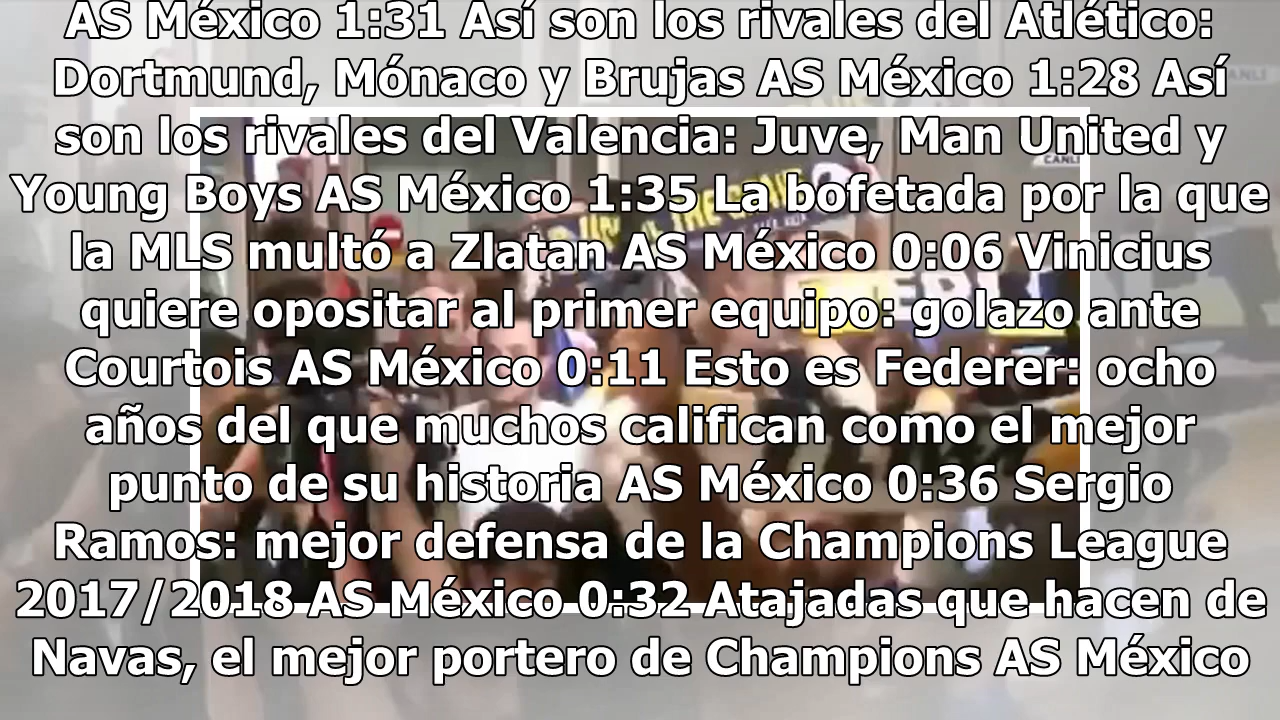 AS México 1:31 Así son los rivales del Atlético:
Dortmund, Mónaco y Brujas AS México 1:28 Así
son los rivales del Valencia: Juve, Man United y
Young Boys AS México 1:35 La bofetada por la que
la MLS multó a Zlatan AS México 0:06 Vinicius
quiere opositar al primer equipo: golazo ante
Courtois AS México 0:11 Esto es Federer: ocho
años del que muchos califican como el mejor
punto de su historia AS México 0:36 Sergio
Ramos: mejor defensa de la Champions League
2017/2018 AS México 0:32 Atajadas que hacen de
Navas, el mejor portero de Champions AS México
CANLI